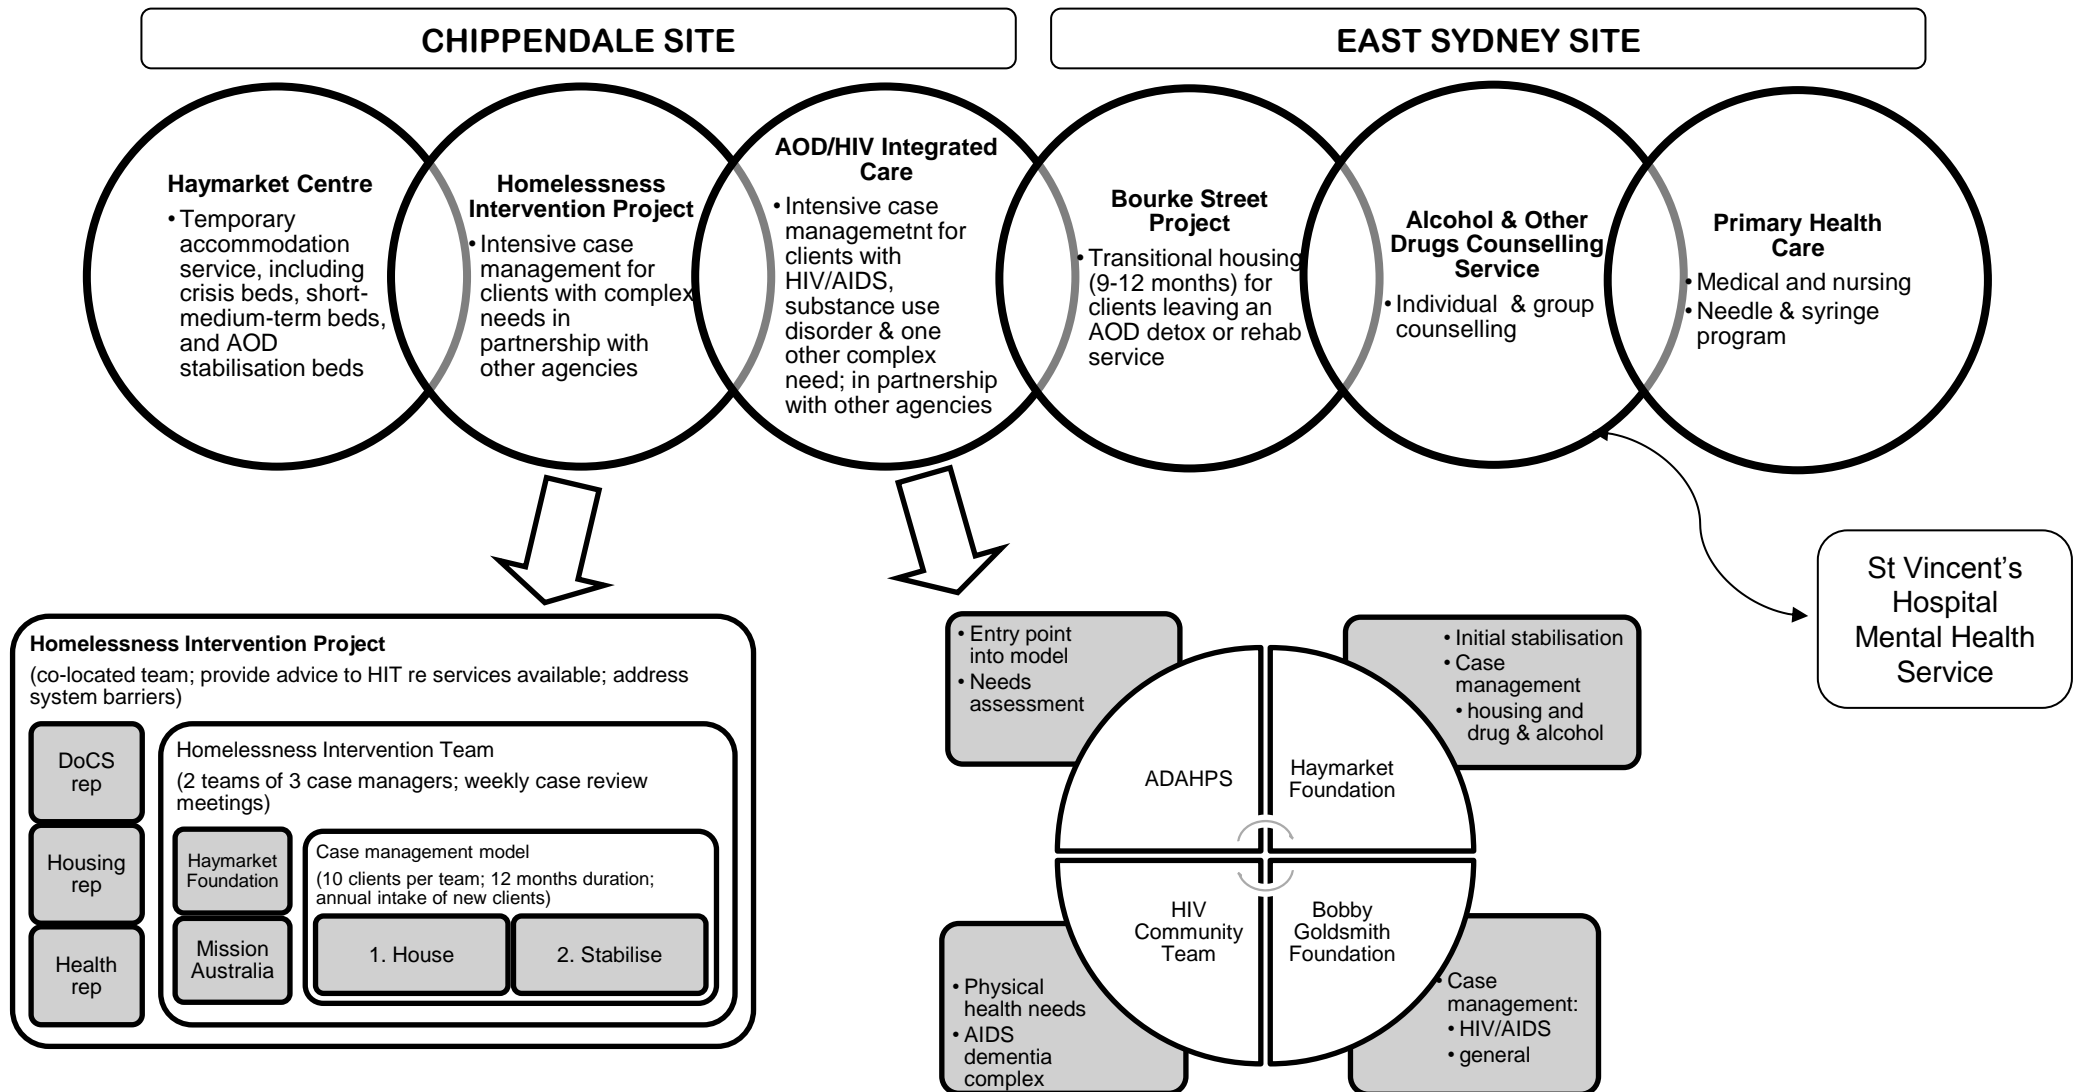 CHIPPENDALE SITE
EAST SYDNEY SITE
Haymarket Centre
• Temporary
accommodation
service, including
crisis beds, short-
medium-term beds,
and AOD
stabilisation beds
Homelessness
Intervention Project
• Intensive case
management for
clients with complex
needs in
partnership with
other agencies
AOD/HIV Integrated
Care
• Intensive case
managemetnt for
clients with
HIV/AIDS,
substance use
disorder & one
other complex
need; in partnership
with other agencies
Bourke Street
Project
• Transitional housing
(9-12 months) for
clients leaving an
AOD detox or rehab
service
Alcohol & Other
Drugs Counselling
Service
• Individual & group
counselling
Primary Health
Care
• Medical and nursing
• Needle & syringe
program
St Vincent's
Hospital
Mental Health
Service
Homelessness Intervention Project
(co-located team; provide advice to HIT re services available; address
system barriers)
DoCS
rep
Housing
rep
Health
rep
Homelessness Intervention Team
(2 teams of 3 case managers; weekly case review
meetings)
Haymarket
Foundation
Mission
Australia
Case management model
(10 clients per team; 12 months duration;
annual intake of new clients)
1. House
2. Stabilise
• Entry point
into model
• Needs
assessment
• Initial stabilisation
• Case
management
• housing and
drug & alcohol
ADAHPS
Haymarket
Foundation
HIV
Community
Team
Bobby
Goldsmith
Foundation
• Physical
health needs
• AIDS
dementia
complex
• Case
management:
• HIV/AIDS
• general